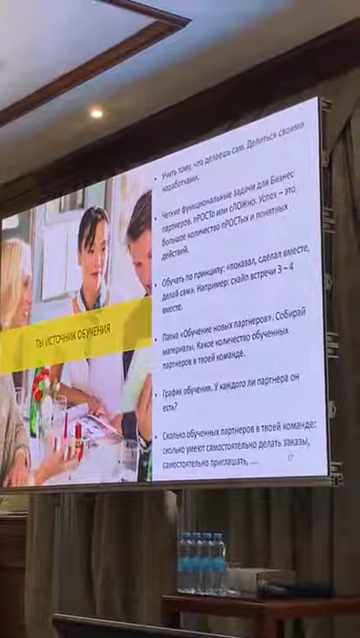 ТЫ ИСТОЧНИК ОБУЧЕНИЯ
• Учить тому, что делаешь сам. Делиться своими
наработками.
• Четкие функциональные задачи для Бизнес
партнеров. пРОСТо или сЛОЖно. Успех – это
большое количество пРОСТых и понятных
действий.
• Обучать по принципу: «показал, сделал вместе,
делай сам». Например: снайп встречи 3 – 4
вместе.
• Папка «Обучение новых партнеров». Собирай
материалы. Какое количество обученных
партнеров в твоей команде.
• График обучения. У каждого ли партнера он
есть?
• Сколько обученных партнеров в твоей команде:
сколько умеют самостоятельно делать заказы,
самостоятельно приглашать, ...
17